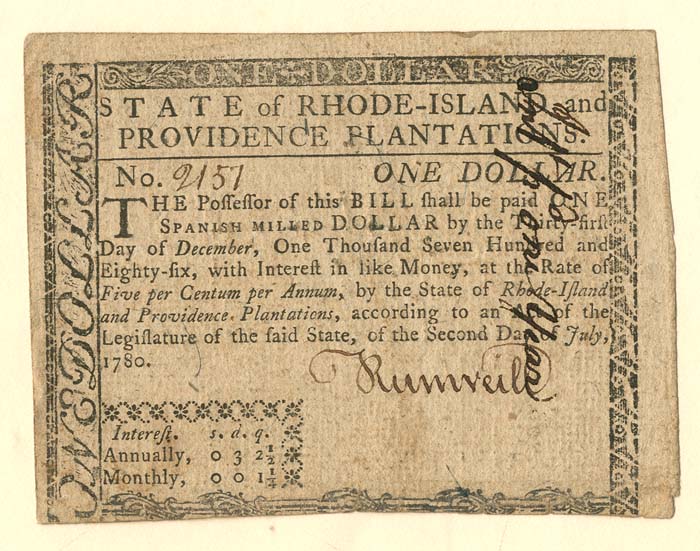 ONE DOLLAR
ONE DOLLAR
STATE of RHODE-ISLAND and
PROVIDENCE PLANTATIONS.
No. 2151 ONE DOLLAR.
THE Poſſeſſor of this BILL ſhall be paid ONE
SPANISH MILLED DOLLAR by the Thirty-firſt
Day of December, One Thouſand Seven Hundred and
Eighty-ſix, with Intereſt in like Money, at the Rate of
Five per Centum per Annum, by the State of Rhode-Iſland
and Providence Plantations, according to an of the
Legiſlature of the ſaid State, of the Second Day of July,
1780.
Intereſt. s. d. q.
Annually, 0 3 2½
Monthly, 0 0 1¼